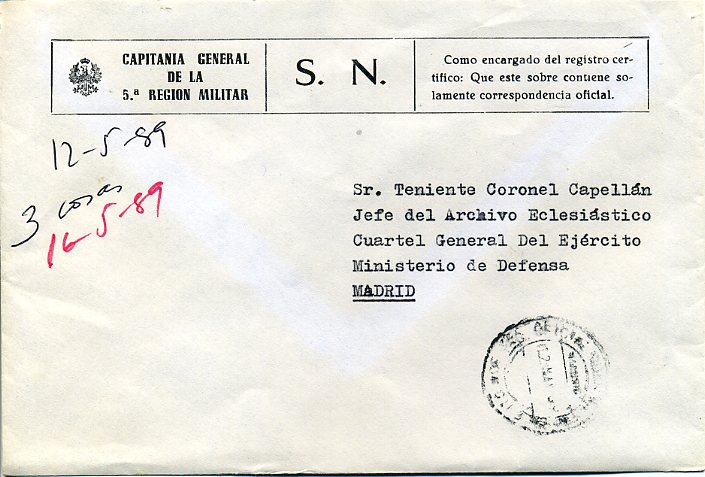 CAPITANIA GENERAL
DE LA
5.ª REGION MILITAR
S. N.
Como encargado del registro cer-
tifico: Que este sobre contiene so-
lamente correspondencia oficial.
12-5-89
3 cosas
16-5-89
Sr. Teniente Coronel Capellán
Jefe del Archivo Eclesiástico
Cuartel General Del Ejército
Ministerio de Defensa
MADRID